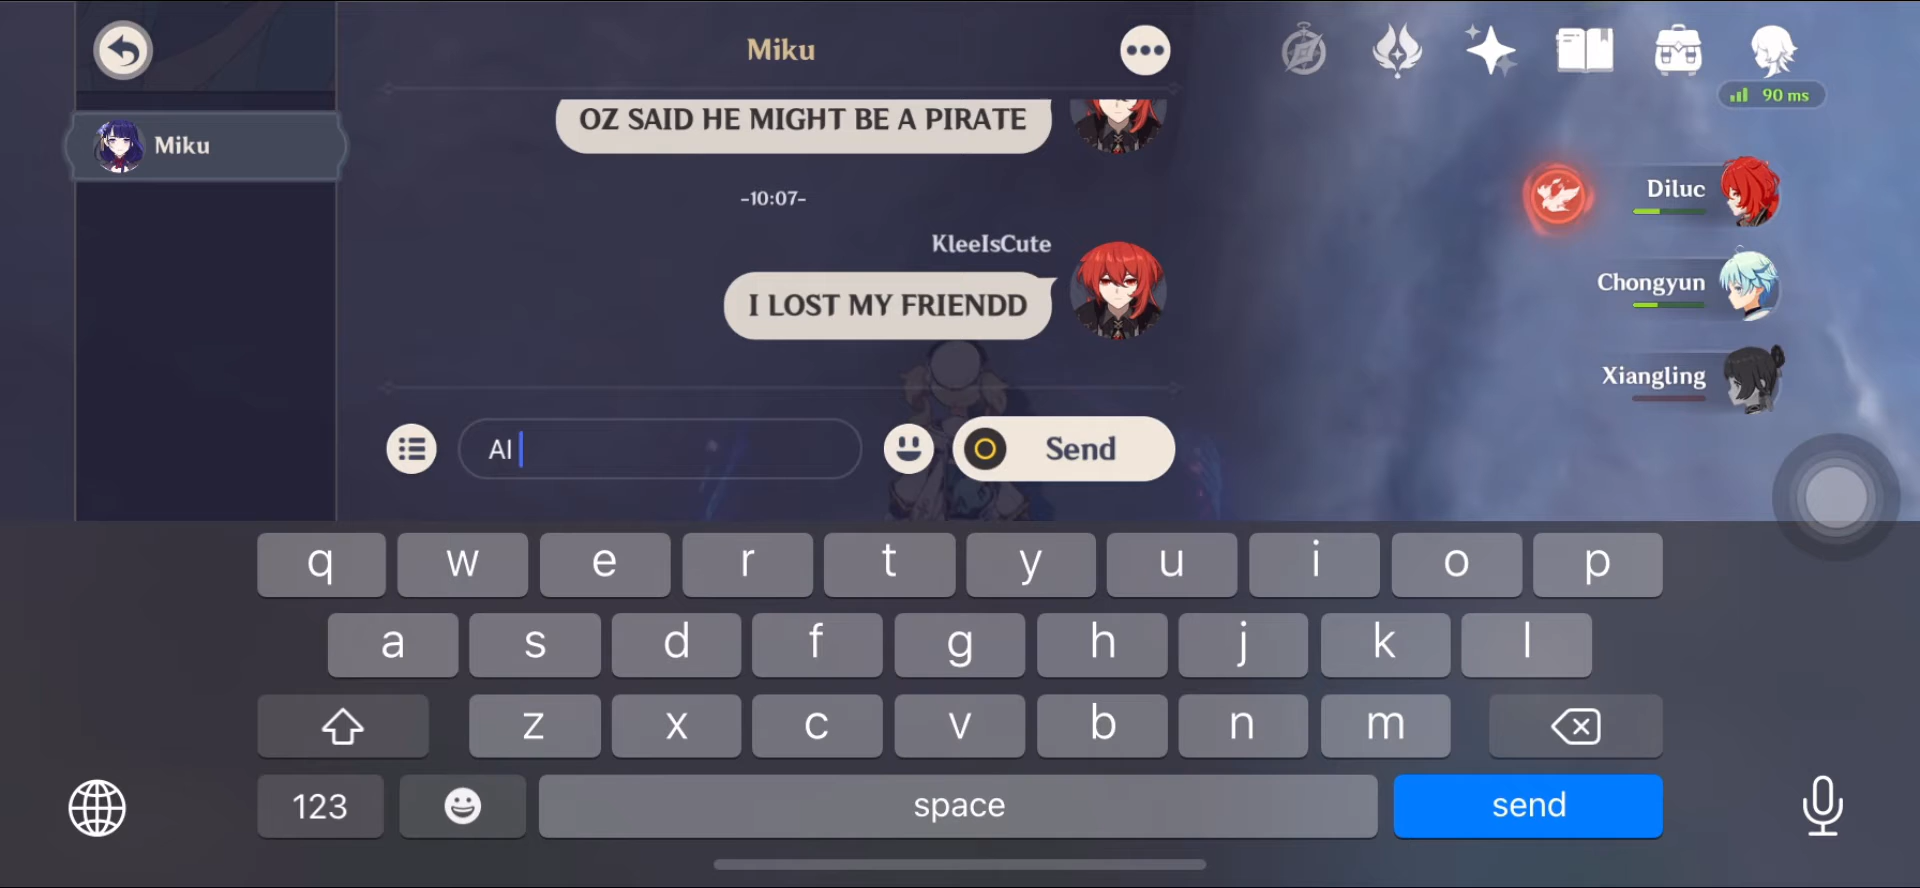 Miku
90 ms
Miku
OZ SAID HE MIGHT BE A PIRATE
-10:07-
KleeIsCute
I LOST MY FRIENDD
Diluc
Chongyun
Xiangling
AI
Send
q w e r t y u i o p
a s d f g h j k l
z x c v b n m
123 space send